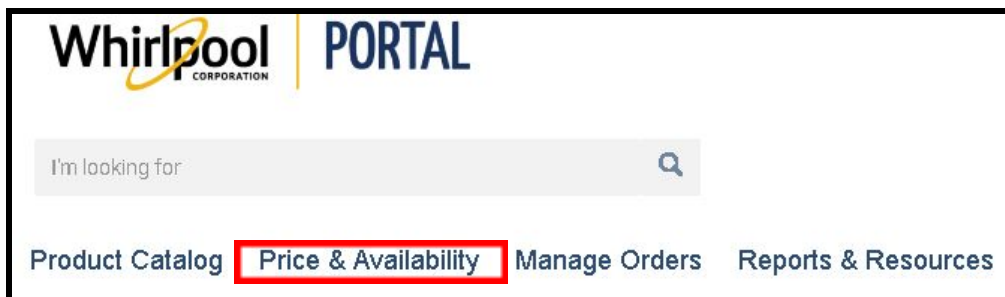 Whirlpool PORTAL
CORPORATION
I'm looking for
Product Catalog Price & Availability Manage Orders Reports & Resources